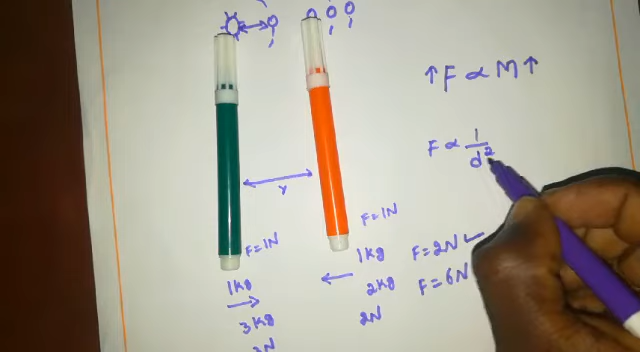 ↑F ∝ M↑
F ∝ 1/d²
r
F=1N
F=1N
1kg
F=2N ✓
1kg
2kg
F=6N
3kg
2N